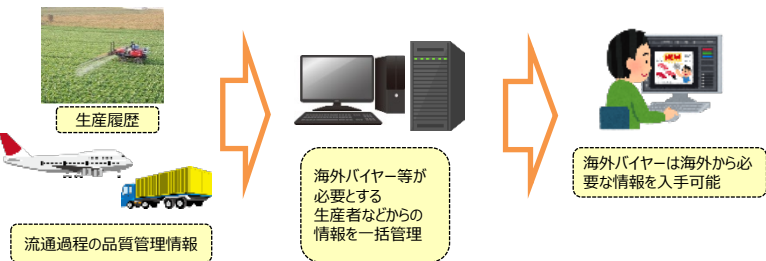 生産履歴
流通過程の品質管理情報
海外バイヤー等が
必要とする
生産者などからの
情報を一括管理
海外バイヤーは海外から必
要な情報を入手可能